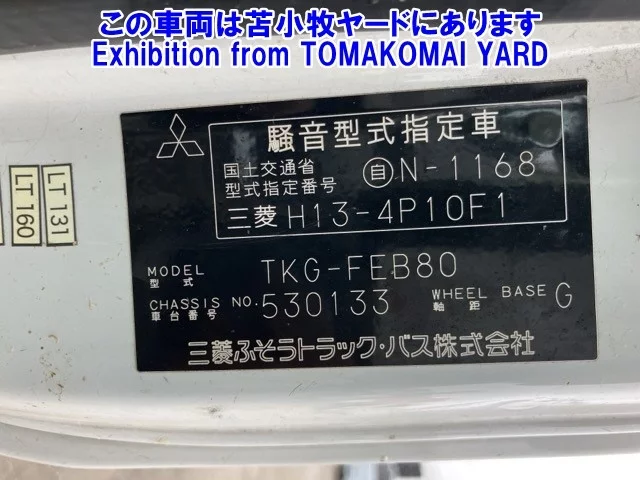 この車両は苫小牧ヤードにあります
Exhibition from TOMAKOMAI YARD
騒音型式指定車
国土交通省
型式指定番号 自 N-1168
三菱 H13-4P10F1
MODEL
型式 TKG-FEB80
CHASSIS NO.
車台番号 530133 WHEEL BASE
軸距 G
三菱ふそうトラック・バス株式会社
LT 131
LT 160